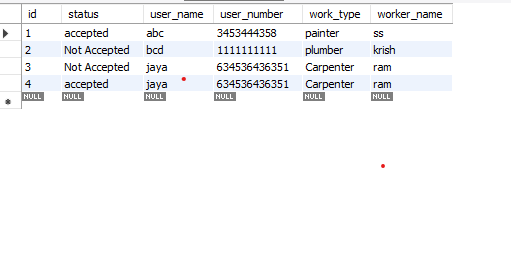 id status user_name user_number work_type worker_name
1 accepted abc 3453444358 painter ss
2 Not Accepted bcd 1111111111 plumber krish
3 Not Accepted jaya 634536436351 Carpenter ram
4 accepted jaya 634536436351 Carpenter ram
NULL NULL NULL NULL NULL NULL